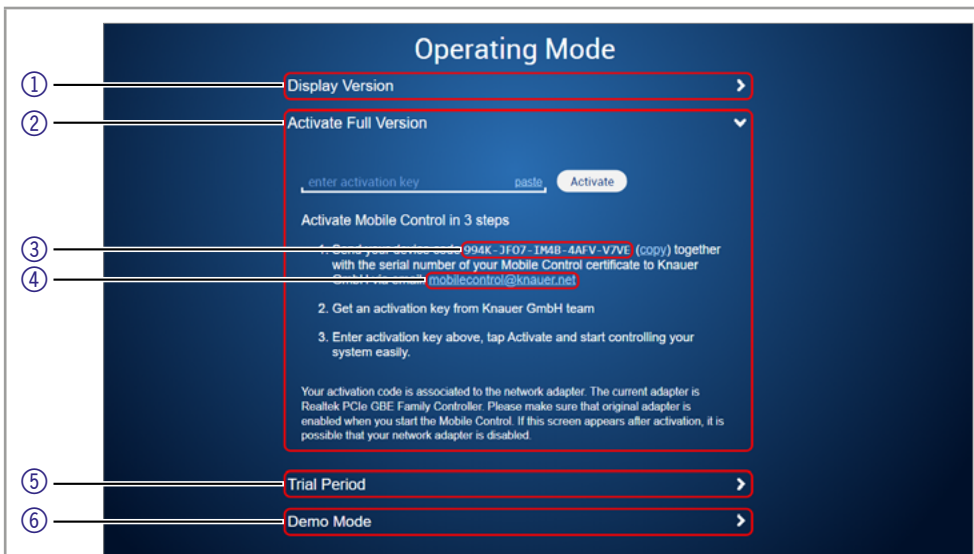 Operating Mode
① Display Version
② Activate Full Version
enter activation key paste Activate
Activate Mobile Control in 3 steps
③ 1. Send your device code 994K-JFO7-IM4B-4AFV-V7VE (copy) together
with the serial number of your Mobile Control certificate to Knauer
④ GmbH via email mobilecontrol@knauer.net
2. Get an activation key from Knauer GmbH team
3. Enter activation key above, tap Activate and start controlling your
system easily.
Your activation code is associated to the network adapter. The current adapter is
Realtek PCIe GBE Family Controller. Please make sure that original adapter is
enabled when you start the Mobile Control. If this screen appears after activation, it is
possible that your network adapter is disabled.
⑤ Trial Period
⑥ Demo Mode